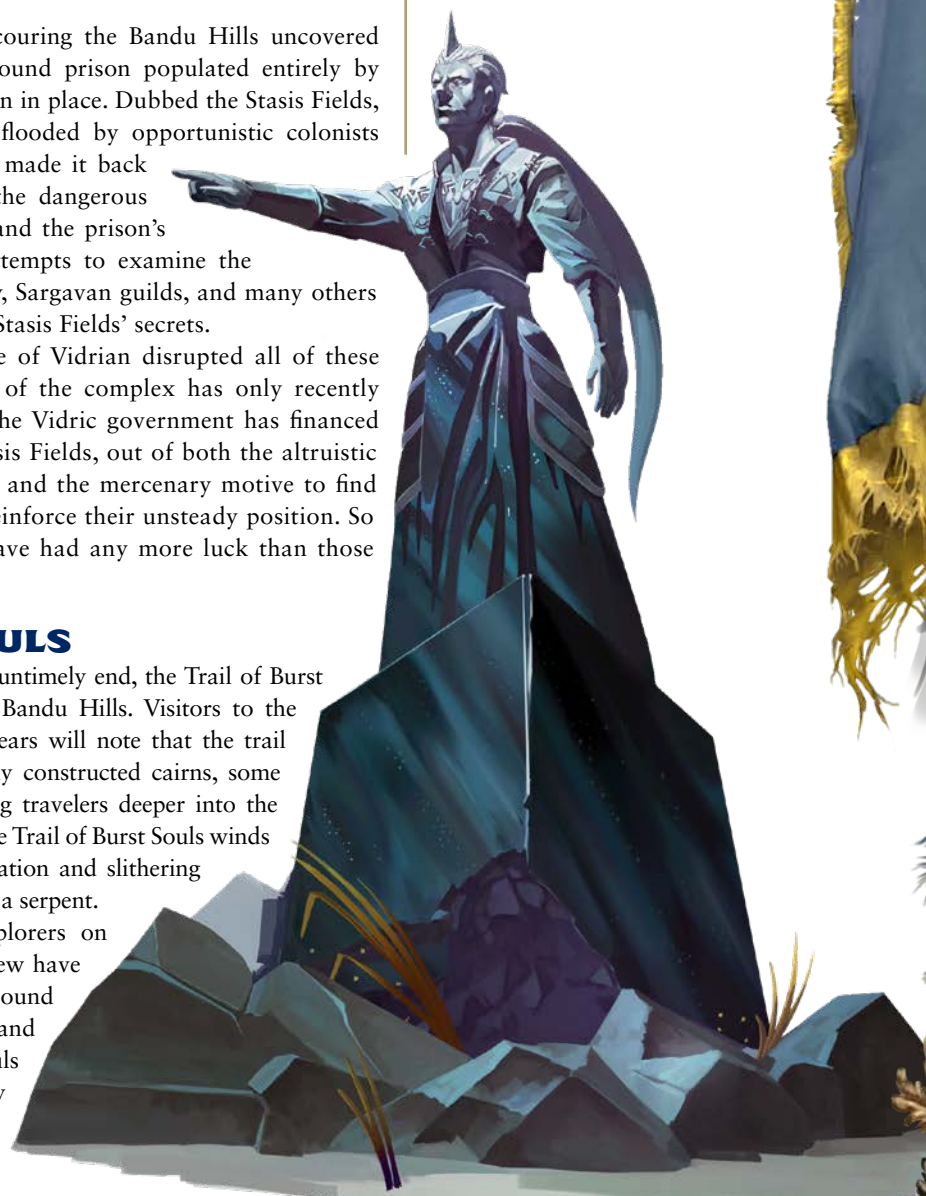 couring the Bandu Hills uncovered
ound prison populated entirely by
n in place. Dubbed the Stasis Fields,
flooded by opportunistic colonists
made it back
he dangerous
and the prison's
tempts to examine the
, Sargavan guilds, and many others
Stasis Fields' secrets.
e of Vidrian disrupted all of these
of the complex has only recently
he Vidric government has financed
sis Fields, out of both the altruistic
and the mercenary motive to find
einforce their unsteady position. So
ave had any more luck than those
ULS
untimely end, the Trail of Burst
Bandu Hills. Visitors to the
ears will note that the trail
y constructed cairns, some
g travelers deeper into the
e Trail of Burst Souls winds
ation and slithering
a serpent.
plorers on
ew have
ound
and
ls